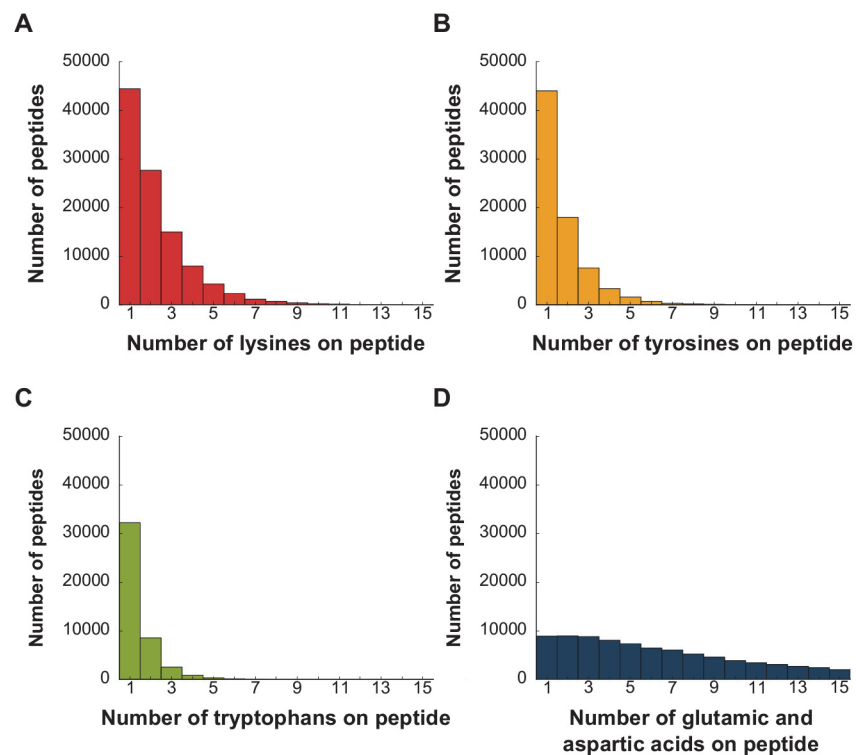 A
50000
40000
30000
20000
10000
0
Number of peptides
1 3 5 7 9 11 13 15
Number of lysines on peptide
B
50000
40000
30000
20000
10000
0
Number of peptides
1 3 5 7 9 11 13 15
Number of tyrosines on peptide
C
50000
40000
30000
20000
10000
0
Number of peptides
1 3 5 7 9 11 13 15
Number of tryptophans on peptide
D
50000
40000
30000
20000
10000
0
Number of peptides
1 3 5 7 9 11 13 15
Number of glutamic and
aspartic acids on peptide